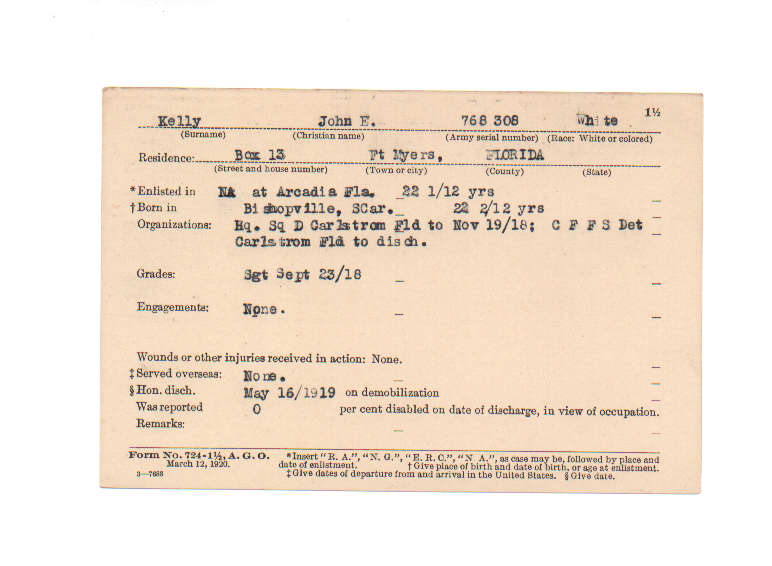 1½
Kelly John E. 768 308 White
(Surname) (Christian name) (Army serial number) (Race: White or colored)
Residence: Box 13 Ft Myers, FLORIDA
(Street and house number) (Town or city) (County) (State)
*Enlisted in NA at Arcadia Fla. 22 1/12 yrs
†Born in Bishopville, SCar. 22 2/12 yrs
Organizations: Hq. Sq D Carlstrom Fld to Nov 19/18; C F F S Det
Carlstrom Fld to disch.
Grades: Sgt Sept 23/18
Engagements: None.
Wounds or other injuries received in action: None.
‡Served overseas: None.
§Hon. disch. May 16/1919 on demobilization
Was reported 0 per cent disabled on date of discharge, in view of occupation.
Remarks:
Form No. 724-1½, A. G. O. *Insert "R. A.", "N. G.", "E. R. C.", "N A.", as case may be, followed by place and
March 12, 1920. date of enlistment. †Give place of birth and date of birth, or age at enlistment.
3—7688 ‡Give dates of departure from and arrival in the United States. §Give date.